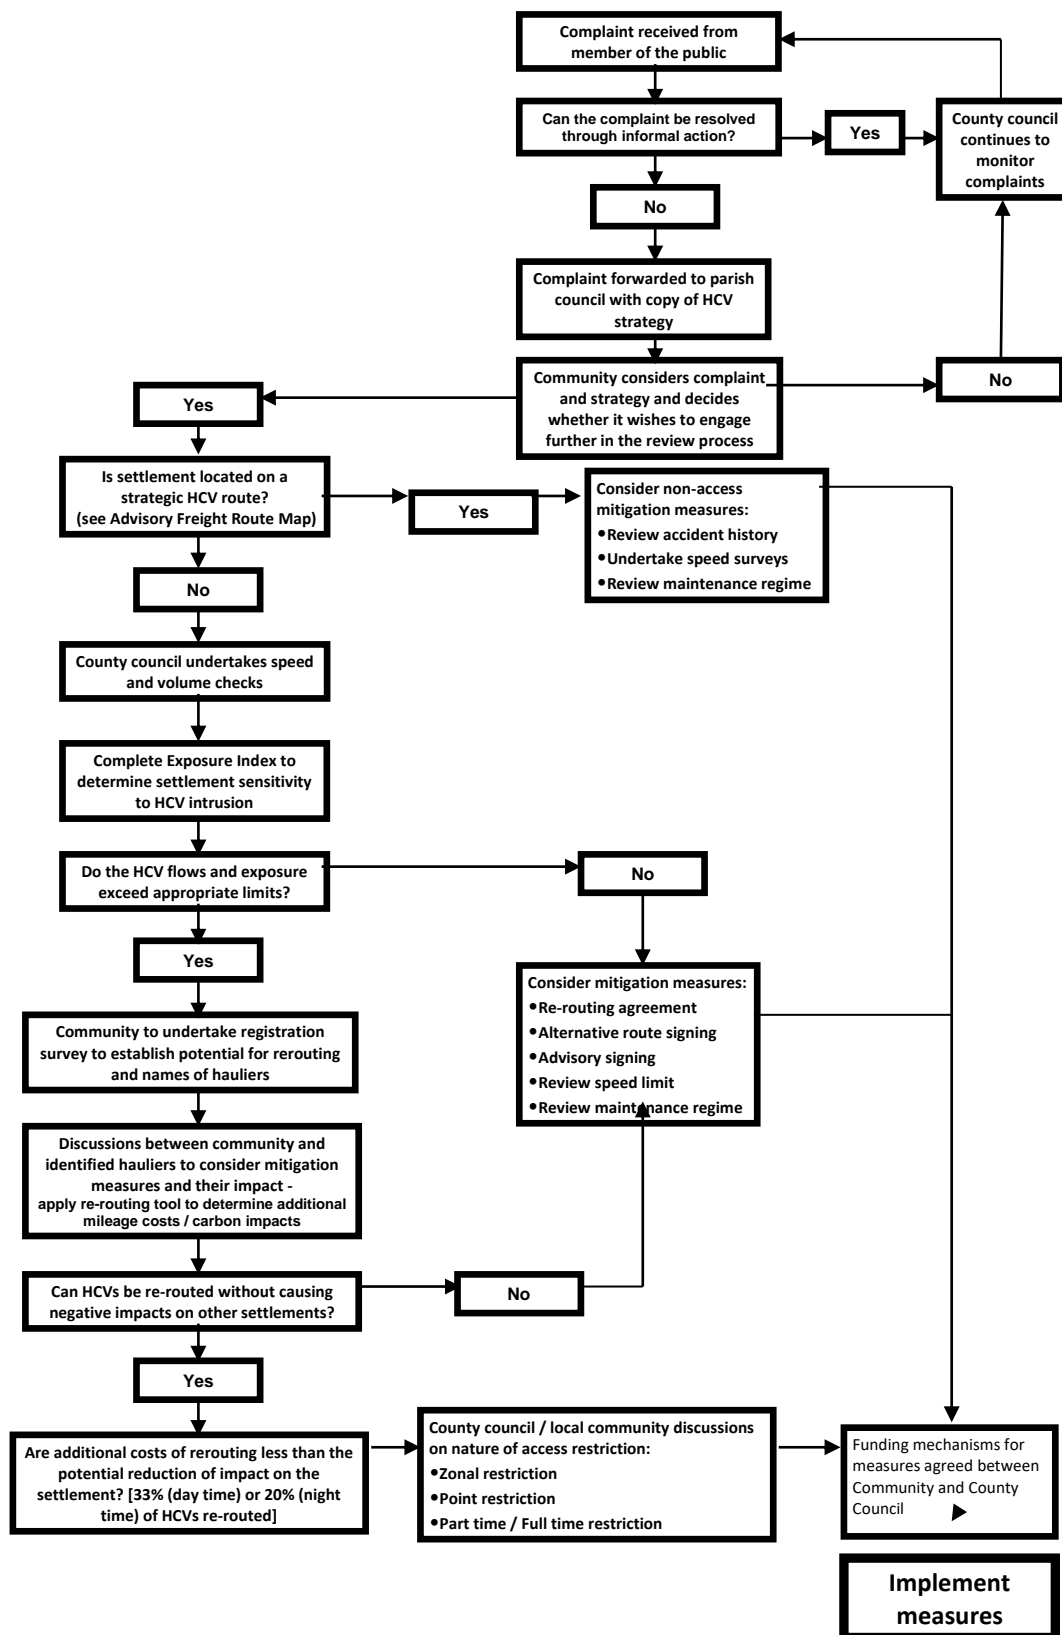 Complaint received from
member of the public
Can the complaint be resolved
through informal action?
Yes
County council
continues to
monitor
complaints
No
Complaint forwarded to parish
council with copy of HCV
strategy
Community considers complaint
and strategy and decides
whether it wishes to engage
further in the review process
No
Yes
Is settlement located on a
strategic HCV route?
(see Advisory Freight Route Map)
Yes
Consider non-access
mitigation measures:
•Review accident history
•Undertake speed surveys
•Review maintenance regime
No
County council undertakes speed
and volume checks
Complete Exposure Index to
determine settlement sensitivity
to HCV intrusion
Do the HCV flows and exposure
exceed appropriate limits?
No
Yes
Consider mitigation measures:
•Re-routing agreement
•Alternative route signing
•Advisory signing
•Review speed limit
•Review maintenance regime
Community to undertake registration
survey to establish potential for rerouting
and names of hauliers
Discussions between community and
identified hauliers to consider mitigation
measures and their impact -
apply re-routing tool to determine additional
mileage costs / carbon impacts
Can HCVs be re-routed without causing
negative impacts on other settlements?
No
Yes
Are additional costs of rerouting less than the
potential reduction of impact on the
settlement? [33% (day time) or 20% (night
time) of HCVs re-routed]
County council / local community discussions
on nature of access restriction:
•Zonal restriction
•Point restriction
•Part time / Full time restriction
Funding mechanisms for
measures agreed between
Community and County
Council
Implement
measures